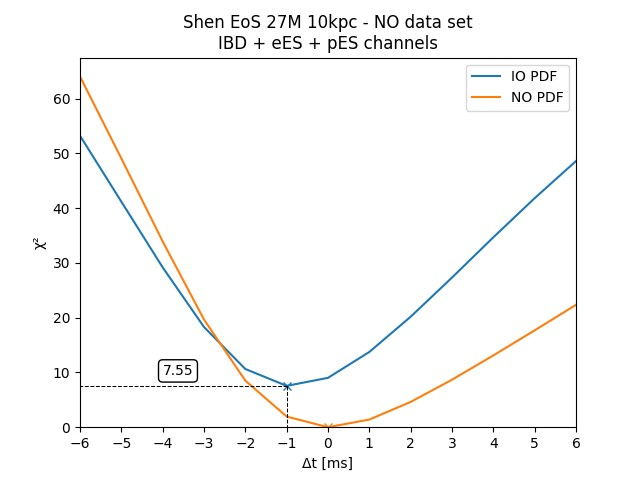 Shen EoS 27M 10kpc - NO data set
IBD + eES + pES channels
IO PDF
NO PDF
60
50
40
30
20
10
0
χ²
7.55
−6 −5 −4 −3 −2 −1 0 1 2 3 4 5 6
Δt [ms]